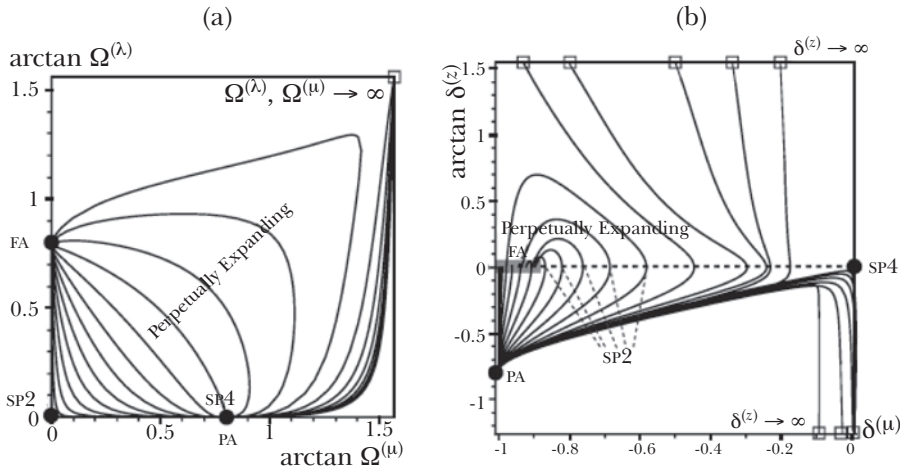 (a)
arctan Ω^(λ)
1.5
Ω^(λ), Ω^(μ) → ∞
1
FA
Perpetually Expanding
0.5
SP2
SP4
0
0
0.5
PA
1
1.5
arctan Ω^(μ)
(b)
δ^(z) → ∞
1.5
arctan δ^(z)
1
0.5
Perpetually Expanding
FA
0
SP4
-0.5
SP2
PA
-1
δ^(z) → ∞
δ^(μ)
-1
-0.8
-0.6
-0.4
-0.2
0